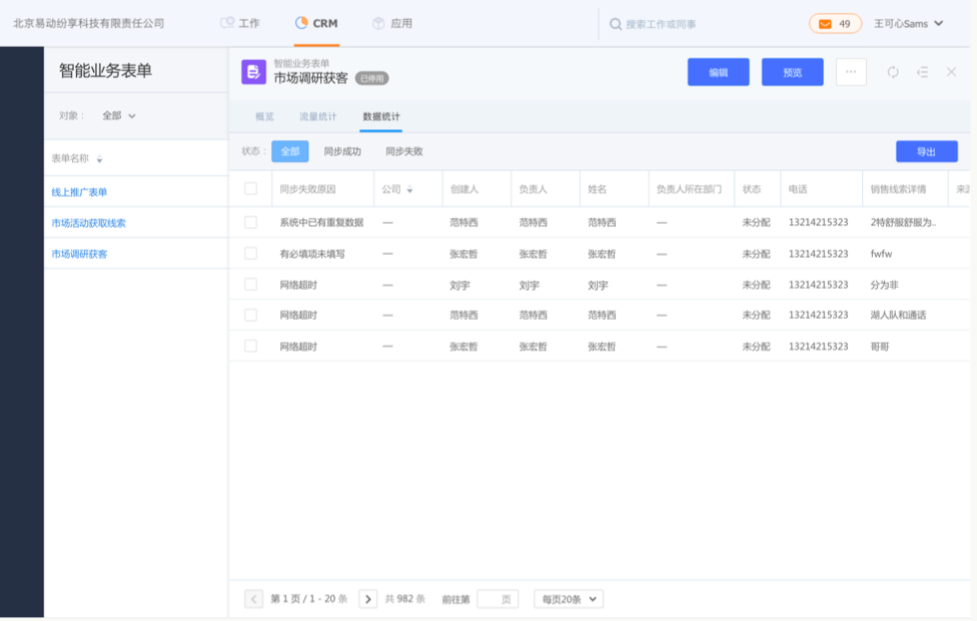 北京易动纷享科技有限责任公司 工作 CRM 应用 搜索工作或同事 49 王可心Sams
智能业务表单
智能业务表单
市场调研获客 已停用 编辑 预览 ...
对象： 全部
概览 流量统计 数据统计
状态： 全部 同步成功 同步失败 导出
表单名称
线上推广表单
市场活动获取线索
市场调研获客
同步失败原因 公司 创建人 负责人 姓名 负责人所在部门 状态 电话 销售线索详情
系统中已有重复数据 — 范特西 范特西 范特西 — 未分配 13214215323 2特舒服舒服为..
有必填项未填写 — 张宏哲 张宏哲 张宏哲 — 未分配 13214215323 fwfw
网络超时 — 刘宇 刘宇 刘宇 — 未分配 13214215323 分为非
网络超时 — 范特西 范特西 范特西 — 未分配 13214215323 湖人队和通话
网络超时 — 张宏哲 张宏哲 张宏哲 — 未分配 13214215323 哥哥
第 1 页 / 1 - 20 条 共 982 条 前往第 页 每页20条